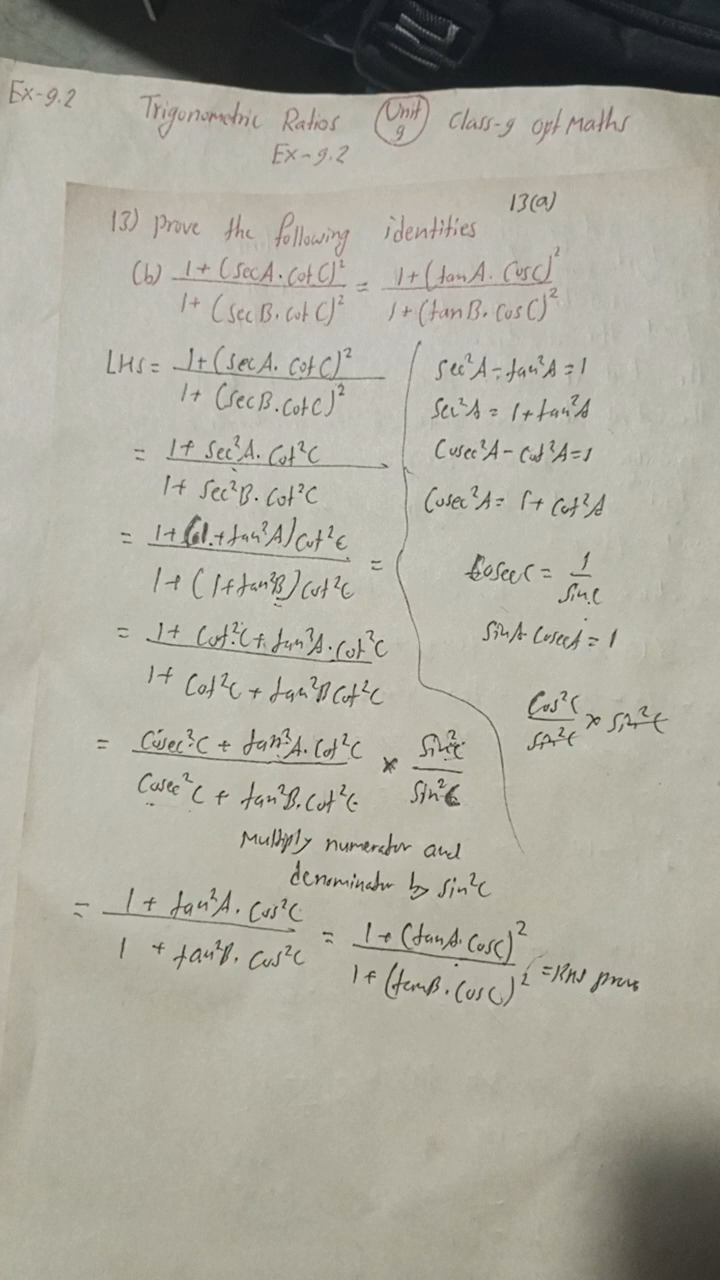 Ex-9.2 Trigonometric Ratios (Unit 9) Class-9 Opt Maths
Ex-9.2
13(a)
13) prove the following identities
(b) 1+(secA.cotC)² / 1+(secB.cotC)² = 1+(tanA.cosC)² / 1+(tanB.cosC)²
LHS = 1+(secA.cotC)² / 1+(secB.cotC)²
= 1+sec²A.cot²C / 1+sec²B.cot²C
= 1+(1+tan²A)cot²C / 1+(1+tan²B)cot²C =
= 1+cot²C+tan²A.cot²C / 1+cot²C+tan²Bcot²C
= cosec²C+tan²A.cot²C / cosec²C+tan²B.cot²C × sin²C / sin²C
Multiply numerator and
denominator by sin²C
= 1+tan²A.cos²C / 1+tan²B.cos²C = 1+(tanA.cosC)² / 1+(tanB.cosC)² = RHS
sec²A-tan²A=1
sec²A=1+tan²A
cosec²A-cot²A=1
cosec²A=1+cot²A
cosecC = 1 / sinC
sinA.cosecA=1
cos²C / sin²C × sin²C